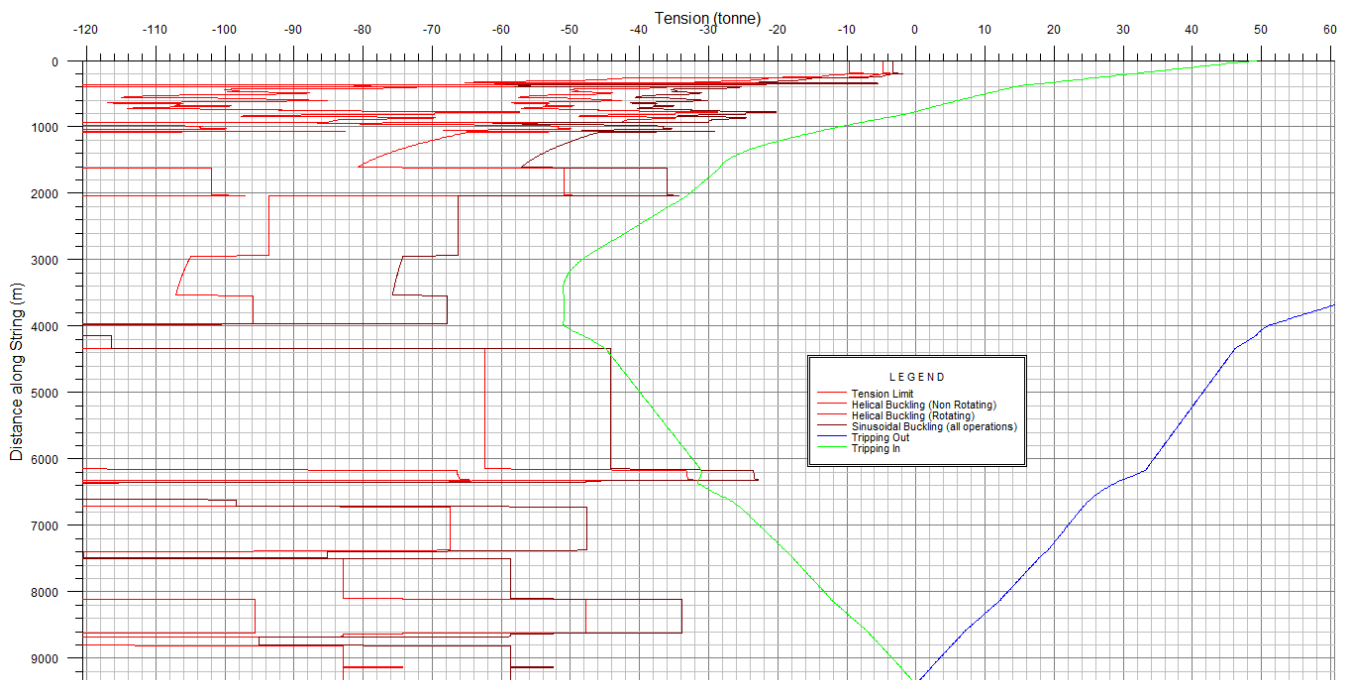 Tension (tonne)
-120 -110 -100 -90 -80 -70 -60 -50 -40 -30 -20 -10 0 10 20 30 40 50 60
Distance along String (m)
0
1000
2000
3000
4000
5000
6000
7000
8000
9000
LEGEND
Tension Limit
Helical Buckling (Non Rotating)
Helical Buckling (Rotating)
Sinusoidal Buckling (all operations)
Tripping Out
Tripping In